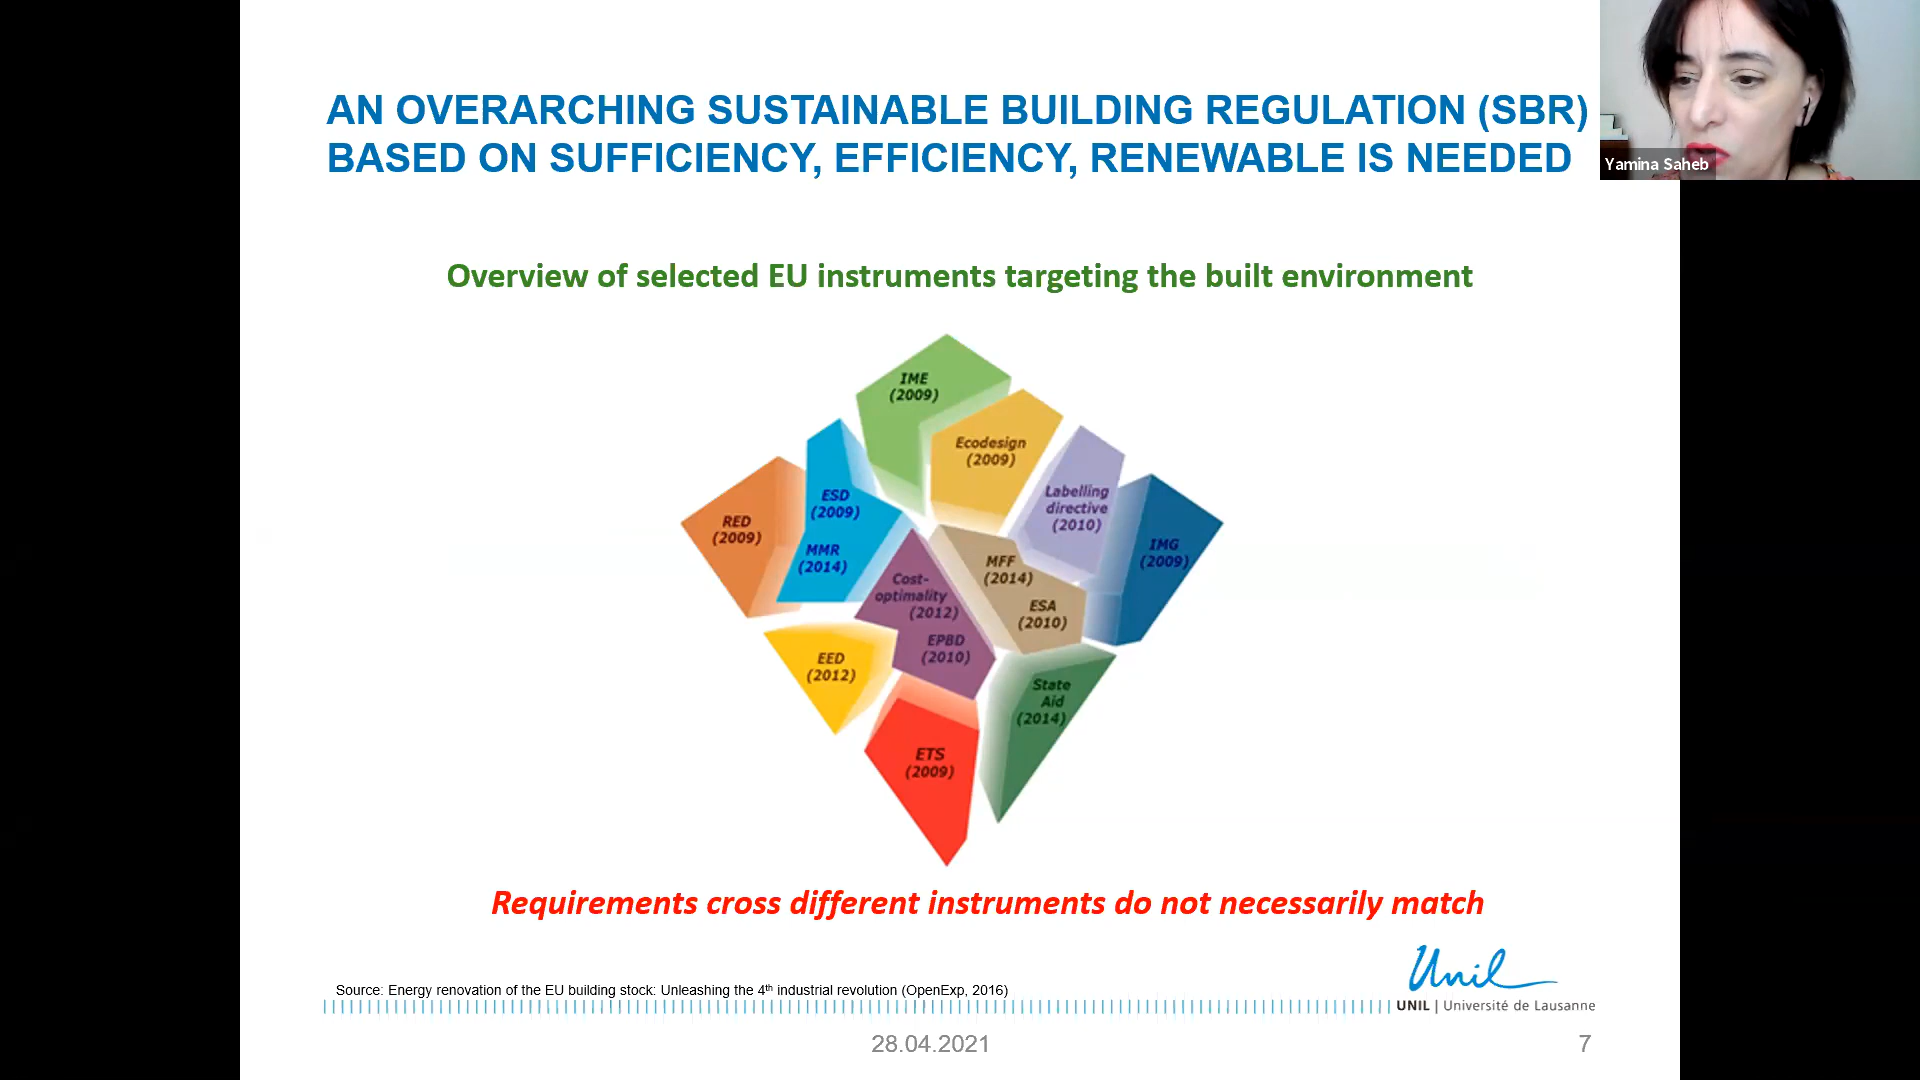 AN OVERARCHING SUSTAINABLE BUILDING REGULATION (SBR)
BASED ON SUFFICIENCY, EFFICIENCY, RENEWABLE IS NEEDED
Yamina Saheb
Overview of selected EU instruments targeting the built environment
IME
(2009)
Ecodesign
(2009)
Labelling
directive
(2010)
IMG
(2009)
ESD
(2009)
MMR
(2014)
RED
(2009)
Cost-
optimality
(2012)
EPBD
(2010)
MFF
(2014)
ESA
(2010)
EED
(2012)
State
Aid
(2014)
ETS
(2009)
Requirements cross different instruments do not necessarily match
Source: Energy renovation of the EU building stock: Unleashing the 4th industrial revolution (OpenExp, 2016)
Unil
UNIL | Université de Lausanne
28.04.2021
7